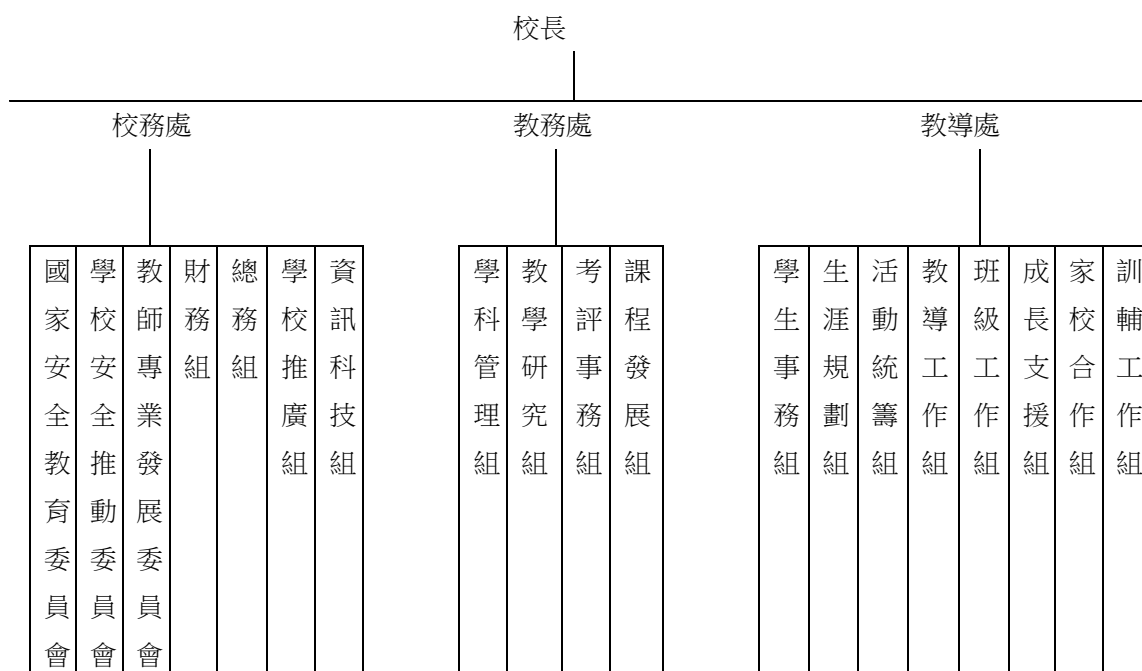 校長
校務處
教務處
教導處
國家安全教育委員會
學校安全推動委員會
教師專業發展委員會
財務組
總務組
學校推廣組
資訊科技組
學科管理組
教學研究組
考評事務組
課程發展組
學生事務組
生涯規劃組
活動統籌組
教導工作組
班級工作組
成長支援組
家校合作組
訓輔工作組